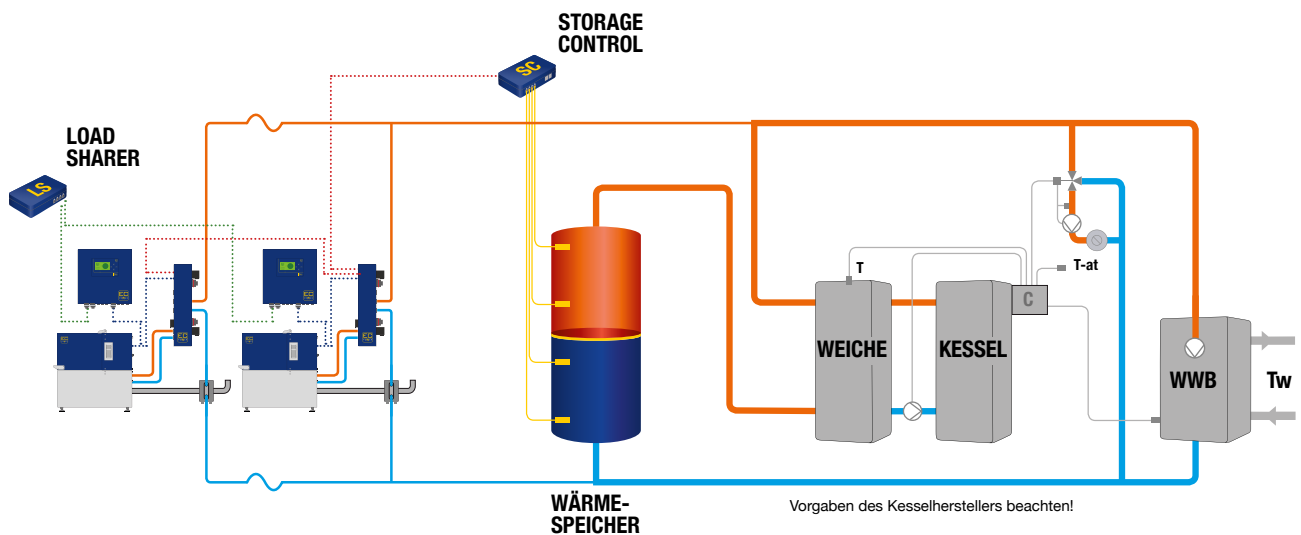 STORAGE
CONTROL
SC
LOAD
SHARER
LS
T
T-at
C
WEICHE
KESSEL
WWB
Tw
WÄRME-
SPEICHER
Vorgaben des Kesselherstellers beachten!